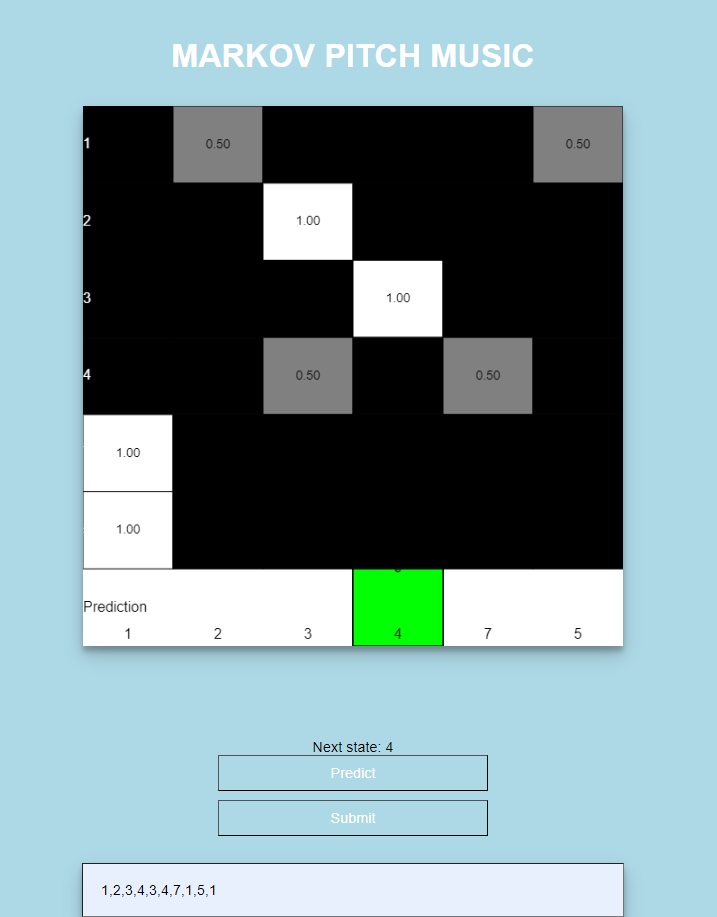 MARKOV PITCH MUSIC
1 0.50 0.50
2 1.00
3 1.00
4 0.50 0.50
1.00
1.00
Prediction
1 2 3 4 7 5
Next state: 4
Predict
Submit
1,2,3,4,3,4,7,1,5,1